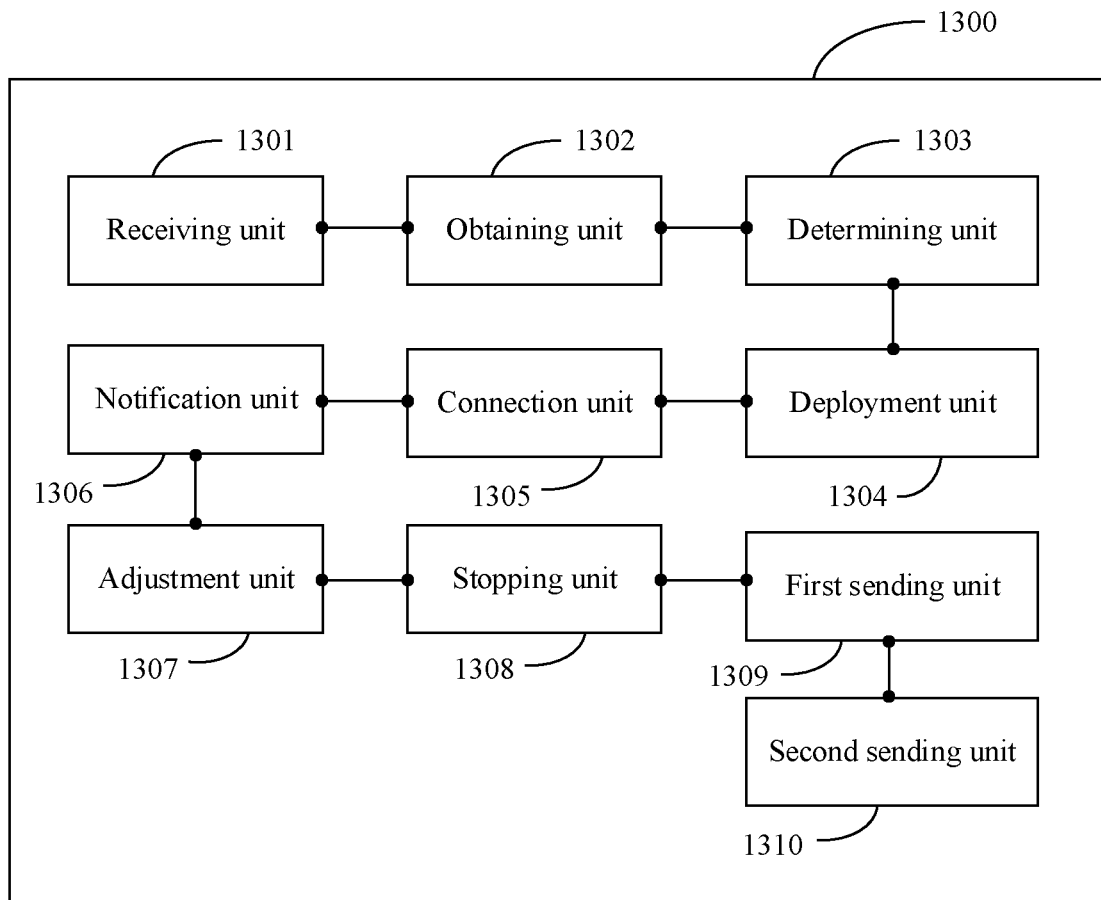 1300
1301
1302
1303
Receiving unit
Obtaining unit
Determining unit
Notification unit
Connection unit
Deployment unit
1306
1305
1304
Adjustment unit
Stopping unit
First sending unit
1307
1308
1309
Second sending unit
1310